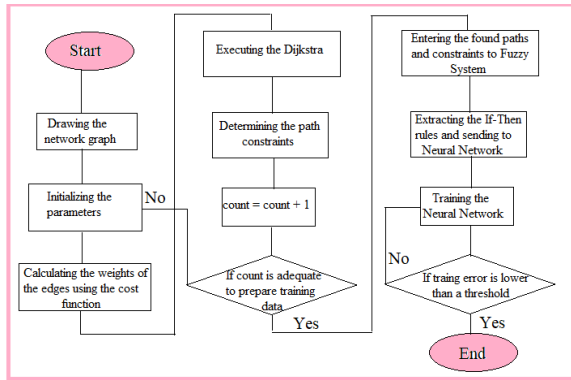 Start
Drawing the
network graph
Initializing the
parameters
Calculating the weights of
the edges using the cost
function
Executing the Dijkstra
Determining the path
constraints
count = count + 1
No
If count is adequate
to prepare training
data
Yes
Entering the found paths
and constraints to Fuzzy
System
Extracting the If-Then
rules and sending to
Neural Network
Training the
Neural Network
No
If traing error is lower
than a threshold
Yes
End